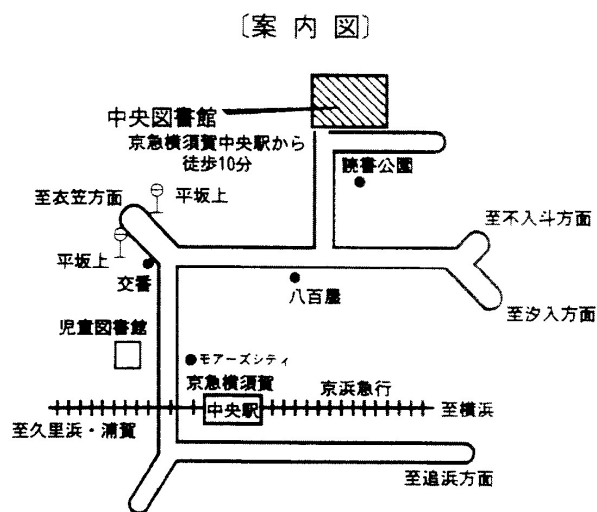 〔案内図〕
中央図書館
京急横須賀中央駅から
徒歩10分
読書公園
至衣笠方面
平坂上
至不入斗方面
平坂上
交番
八百屋
至汐入方面
児童図書館
モアーズシティ
京急横須賀
中央駅
京浜急行
至横浜
至久里浜・浦賀
至追浜方面